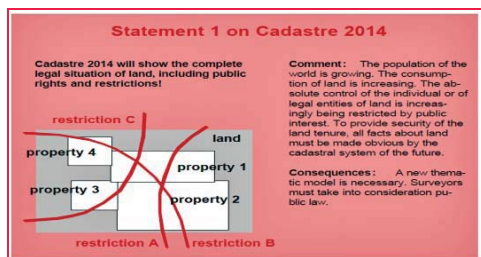 Statement 1 on Cadastre 2014
Cadastre 2014 will show the complete
legal situation of land, including public
rights and restrictions!
restriction C
land
property 4
property 1
property 3
property 2
restriction A
restriction B
Comment: The population of the
world is growing. The consump-
tion of land is increasing. The ab-
solute control of the individual or of
legal entities of land is increas-
ingly being restricted by public
interest. To provide security of the
land tenure, all facts about land
must be made obvious by the
cadastral system of the future.
Consequences: A new thema-
tic model is necessary. Surveyors
must take into consideration pu-
blic law.